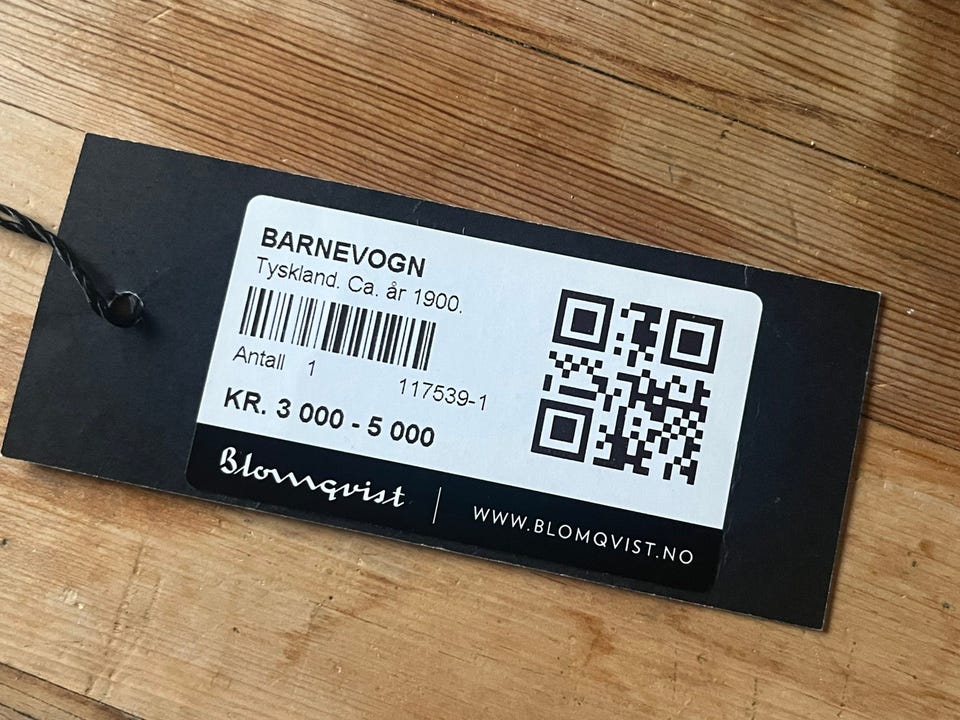 BARNEVOGN
Tyskland. Ca. år 1900.
Antall 1
117539-1
KR. 3 000 - 5 000
Blomqvist | WWW.BLOMQVIST.NO